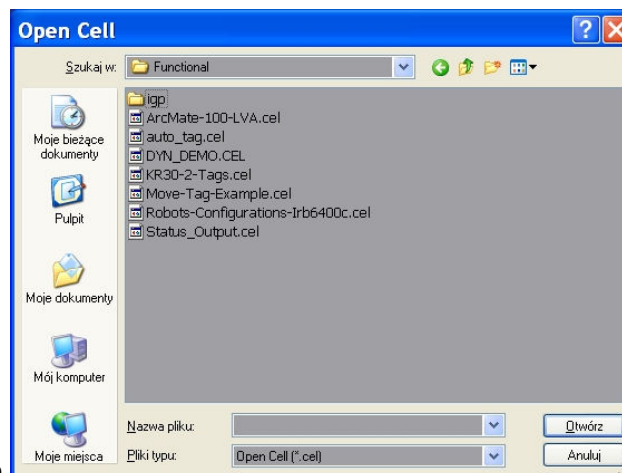 Open Cell
Szukaj w: Functional
igp
ArcMate-100-LVA.cel
auto_tag.cel
DYN_DEMO.CEL
KR30-2-Tags.cel
Move-Tag-Example.cel
Robots-Configurations-Irb6400c.cel
Status_Output.cel
Moje bieżące
dokumenty
Pulpit
Moje dokumenty
Mój komputer
Moje miejsca
Nazwa pliku: Otwórz
Pliki typu: Open Cell (*.cel) Anuluj